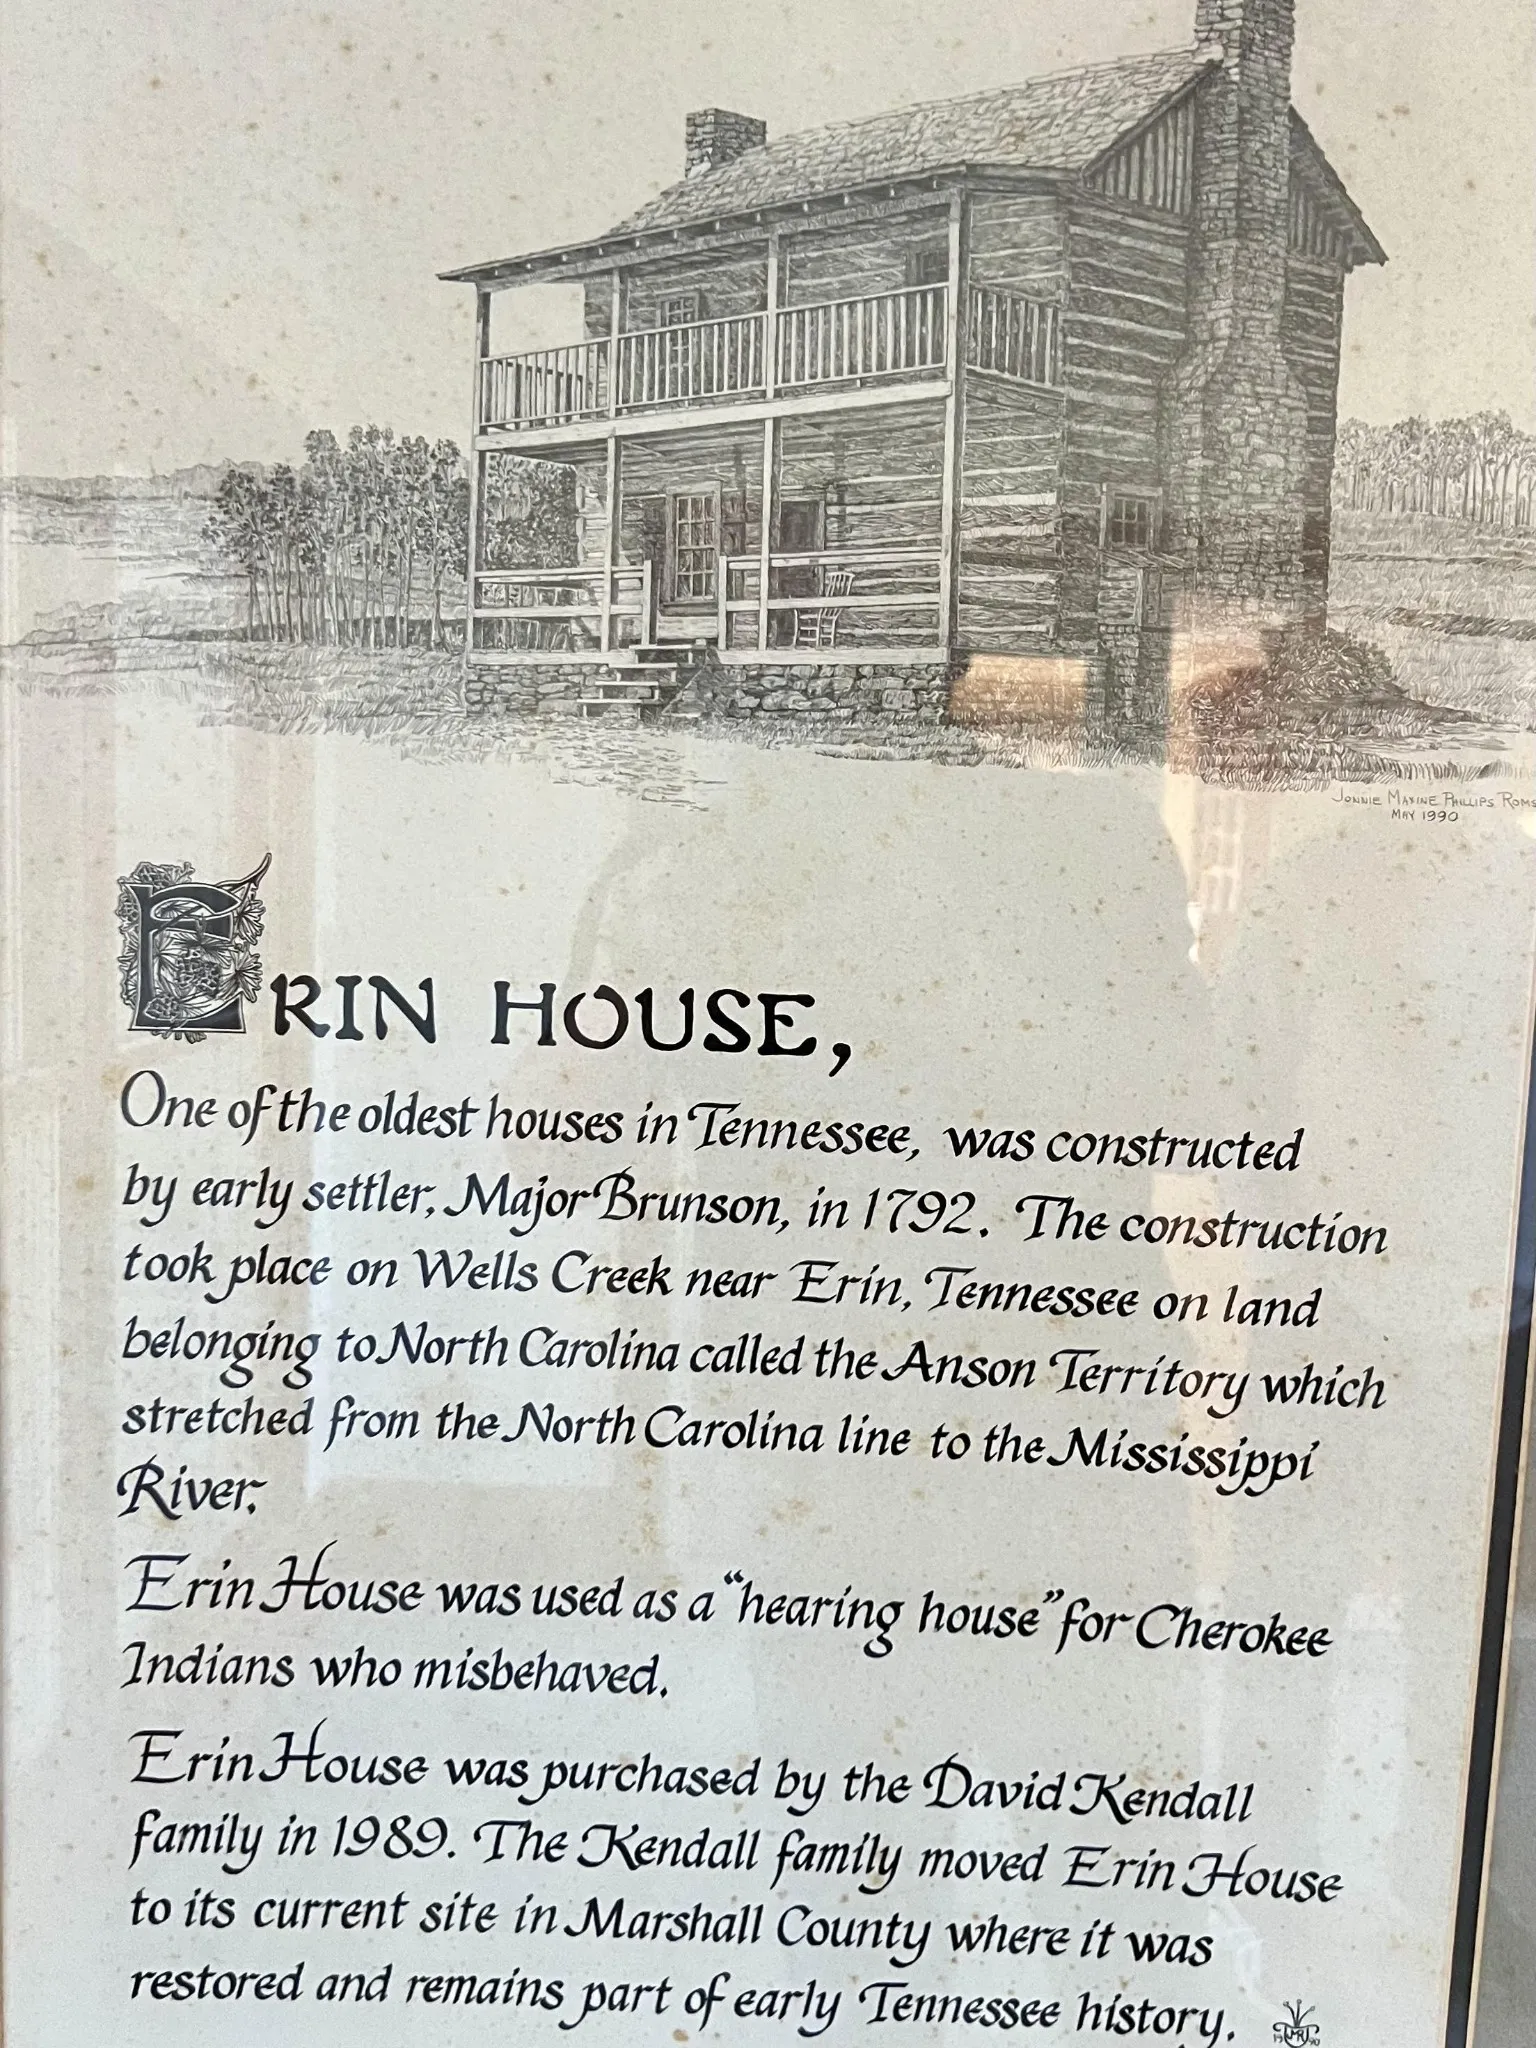 JONNIE MAXINE PHILLIPS
MAY 1990
ERIN HOUSE,
One of the oldest houses in Tennessee, was constructed
by early settler, Major Brunson, in 1792. The construction
took place on Wells Creek near Erin, Tennessee on land
belonging to North Carolina called the Anson Territory which
stretched from the North Carolina line to the Mississippi
River.
Erin House was used as a "hearing house" for Cherokee
Indians who misbehaved.
Erin House was purchased by the David Kendall
family in 1989. The Kendall family moved Erin House
to its current site in Marshall County where it was
restored and remains part of early Tennessee history.